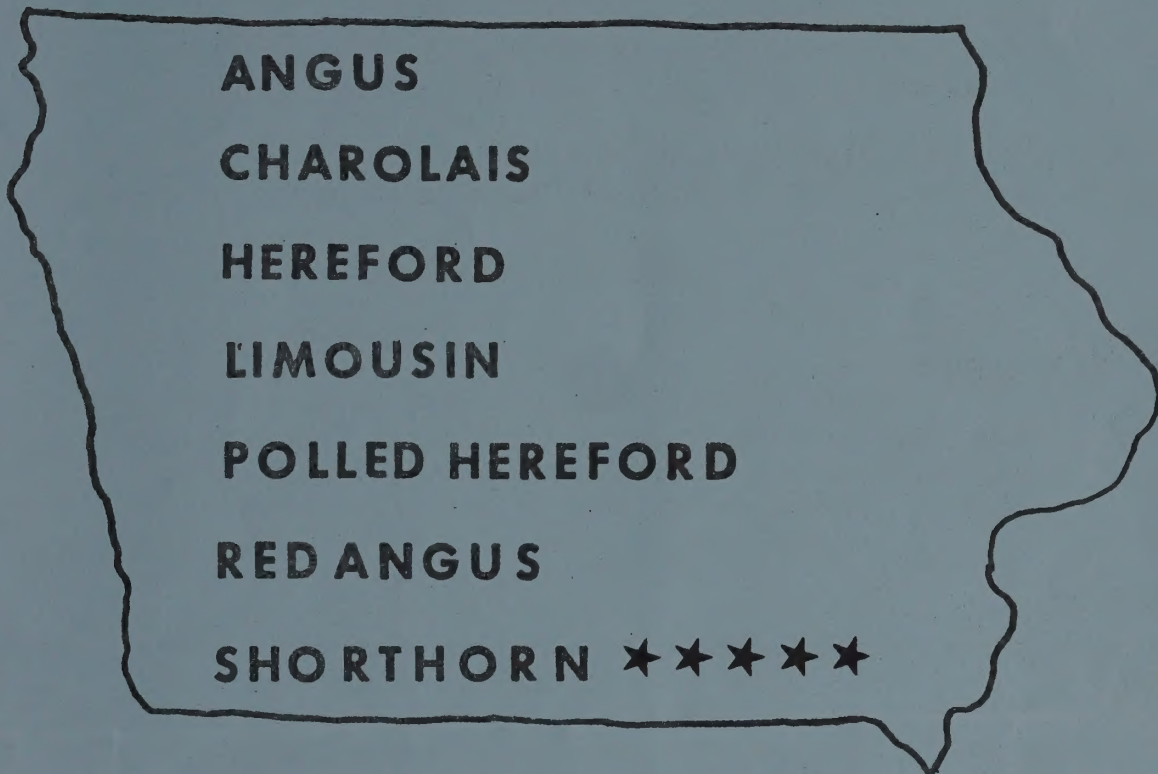 ANGUS
CHAROLAIS
HEREFORD
LIMOUSIN
POLLED HEREFORD
RED ANGUS
SHORTHORN ★★★★★